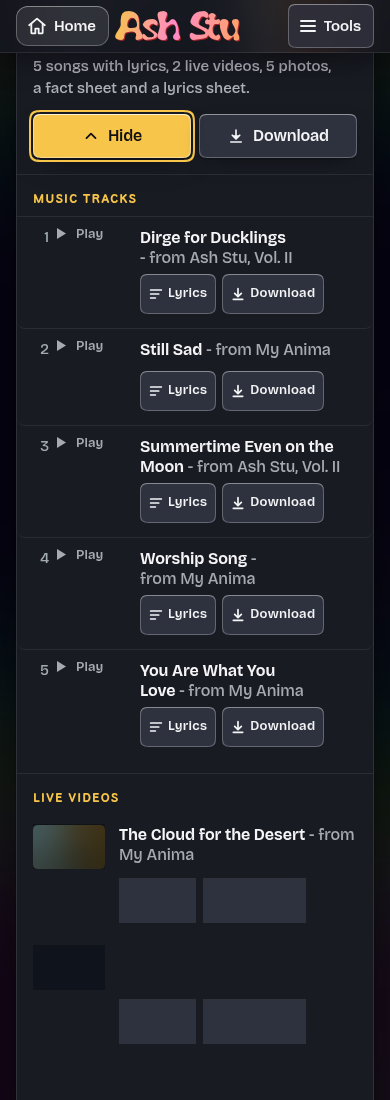 Home
Ash Stu
Tools
5 songs with lyrics, 2 live videos, 5 photos,
a fact sheet and a lyrics sheet.
Hide
Download
MUSIC TRACKS
1 Play
Dirge for Ducklings
- from Ash Stu, Vol. II
Lyrics
Download
2 Play
Still Sad - from My Anima
Lyrics
Download
3 Play
Summertime Even on the
Moon - from Ash Stu, Vol. II
Lyrics
Download
4 Play
Worship Song -
from My Anima
Lyrics
Download
5 Play
You Are What You
Love - from My Anima
Lyrics
Download
LIVE VIDEOS
The Cloud for the Desert - from
My Anima